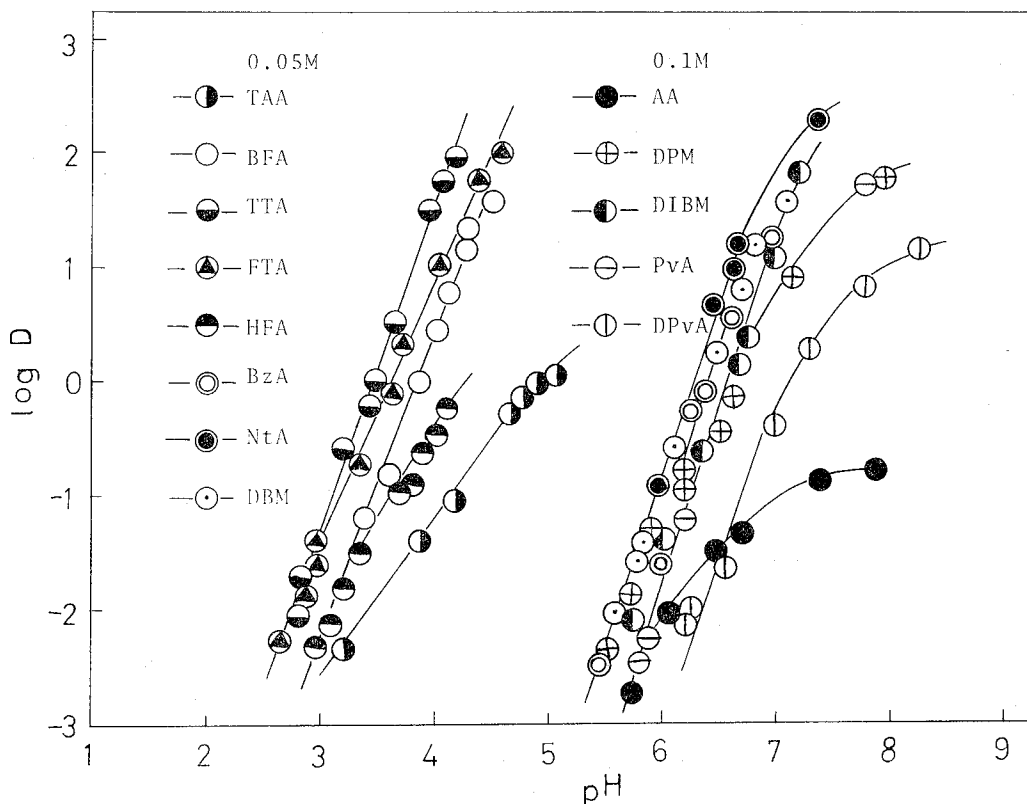 3
2
1
0
-1
-2
-3
log D
0.05M
TAA
BFA
TTA
FTA
HFA
BzA
NtA
DBM
0.1M
AA
DPM
DIBM
PvA
DPvA
1 2 3 4 5 6 7 8 9
pH